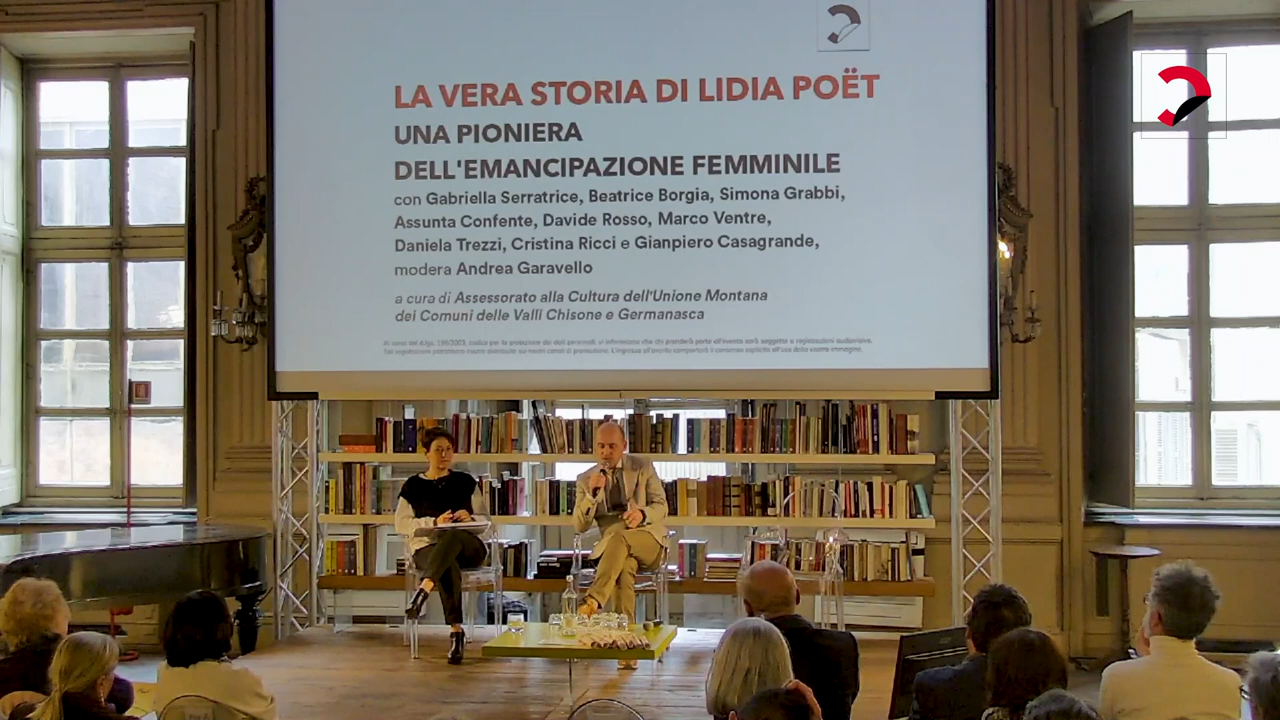 LA VERA STORIA DI LIDIA POËT
UNA PIONIERA
DELL'EMANCIPAZIONE FEMMINILE
con Gabriella Serratrice, Beatrice Borgia, Simona Grabbi,
Assunta Confente, Davide Rosso, Marco Ventre,
Daniela Trezzi, Cristina Ricci e Gianpiero Casagrande,
modera Andrea Garavello
a cura di Assessorato alla Cultura dell'Unione Montana
dei Comuni delle Valli Chisone e Germanasca